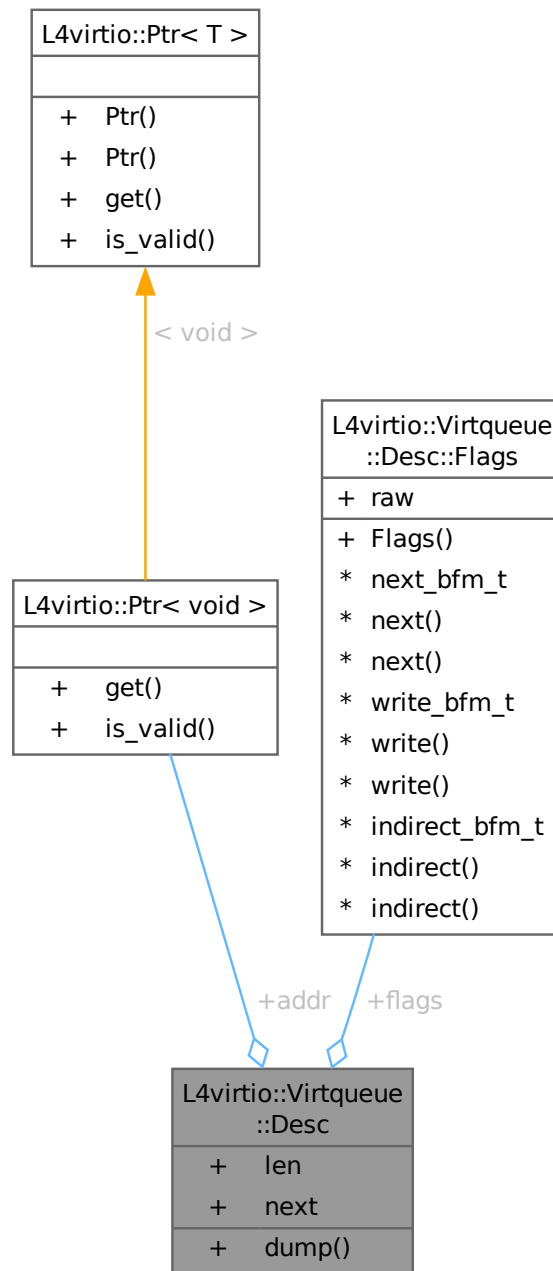 L4virtio::Ptr< T >
+ Ptr()
+ Ptr()
+ get()
+ is_valid()
< void >
L4virtio::Ptr< void >
+ get()
+ is_valid()
L4virtio::Virtqueue
::Desc::Flags
+ raw
+ Flags()
* next_bfm_t
* next()
* next()
* write_bfm_t
* write()
* write()
* indirect_bfm_t
* indirect()
* indirect()
+addr
+flags
L4virtio::Virtqueue
::Desc
+ len
+ next
+ dump()